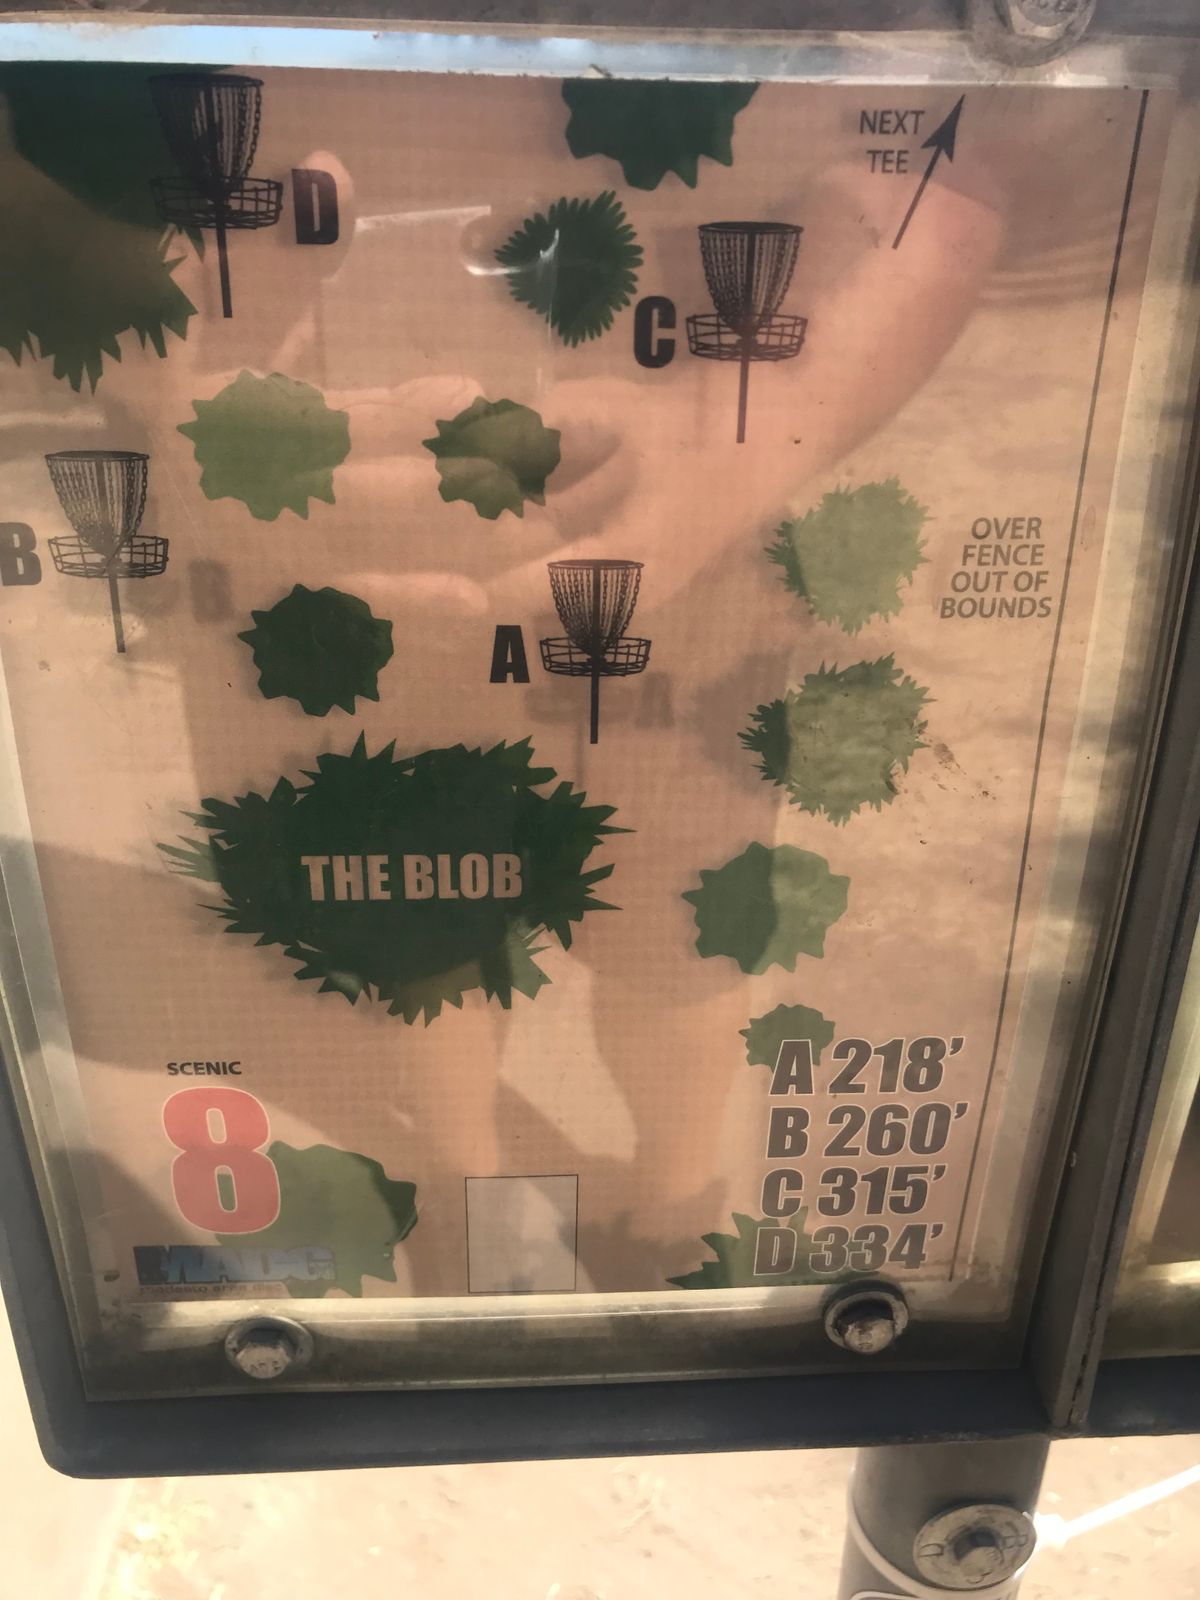 D
NEXT
TEE
C
B
OVER
FENCE
OUT OF
BOUNDS
A
THE BLOB
SCENIC
8
A 218'
B 260'
C 315'
D 334'